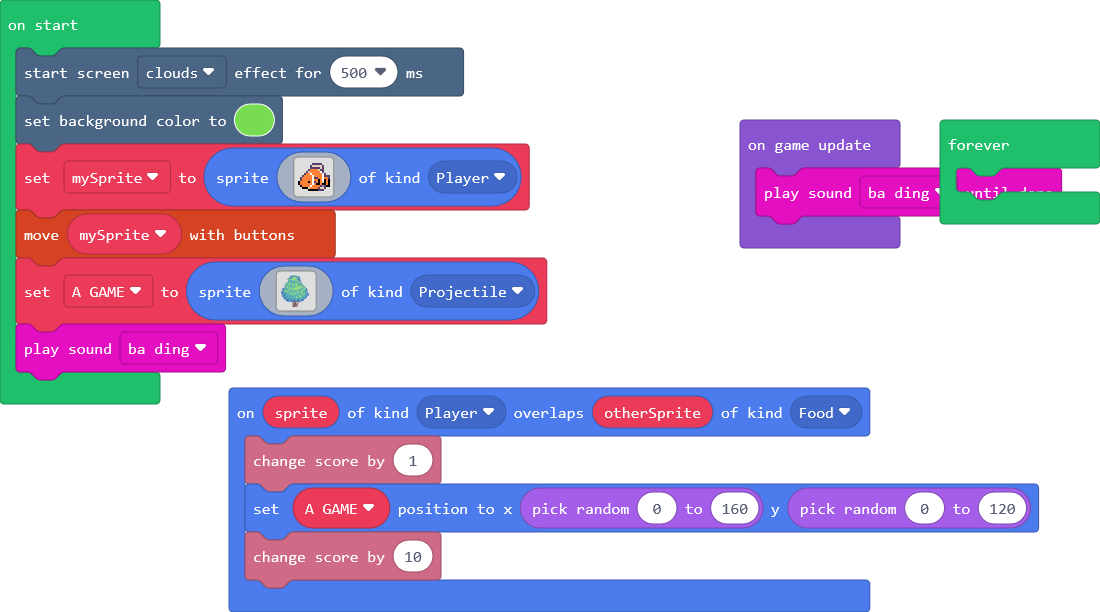 on start
start screen clouds effect for 500 ms
set background color to
set mySprite to sprite of kind Player
move mySprite with buttons
set A GAME to sprite of kind Projectile
play sound ba ding
on game update
play sound ba ding
forever
until done
on sprite of kind Player overlaps otherSprite of kind Food
change score by 1
set A GAME position to x pick random 0 to 160 y pick random 0 to 120
change score by 10